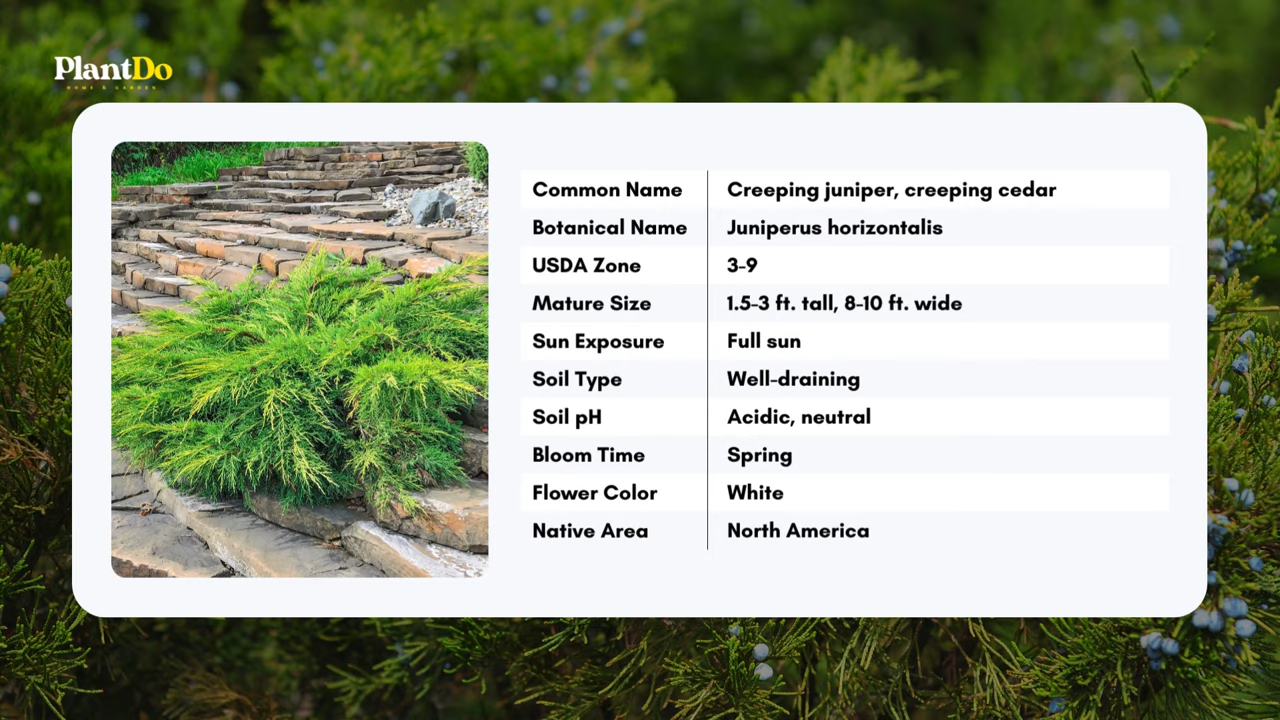 PlantDo
HOME & GARDEN
Common Name Creeping juniper, creeping cedar
Botanical Name Juniperus horizontalis
USDA Zone 3-9
Mature Size 1.5-3 ft. tall, 8-10 ft. wide
Sun Exposure Full sun
Soil Type Well-draining
Soil pH Acidic, neutral
Bloom Time Spring
Flower Color White
Native Area North America